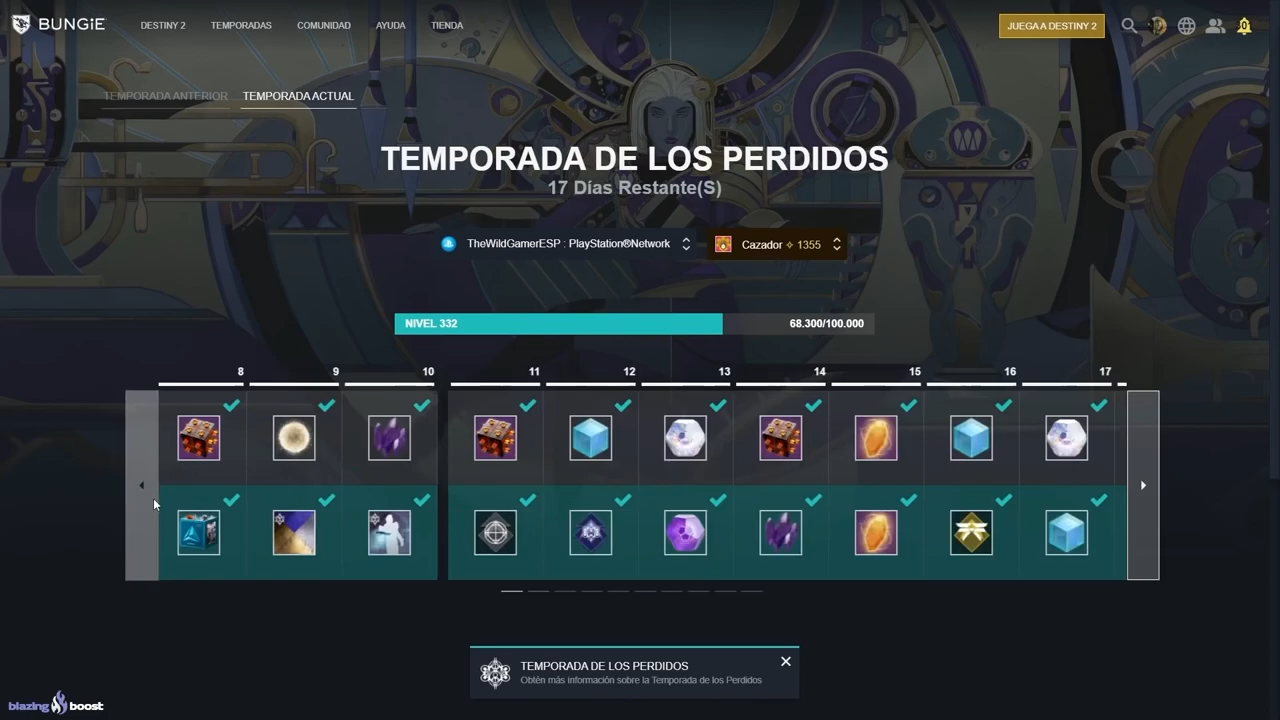 BUNGiE
DESTINY 2
TEMPORADAS
COMUNIDAD
AYUDA
TIENDA
JUEGA A DESTINY 2
TEMPORADA ANTERIOR
TEMPORADA ACTUAL
TEMPORADA DE LOS PERDIDOS
17 Días Restante(S)
TheWildGamerESP : PlayStation®Network
Cazador ✧ 1355
NIVEL 332
68.300/100.000
8 9 10 11 12 13 14 15 16 17
TEMPORADA DE LOS PERDIDOS
Obtén más información sobre la Temporada de los Perdidos
blazing boost